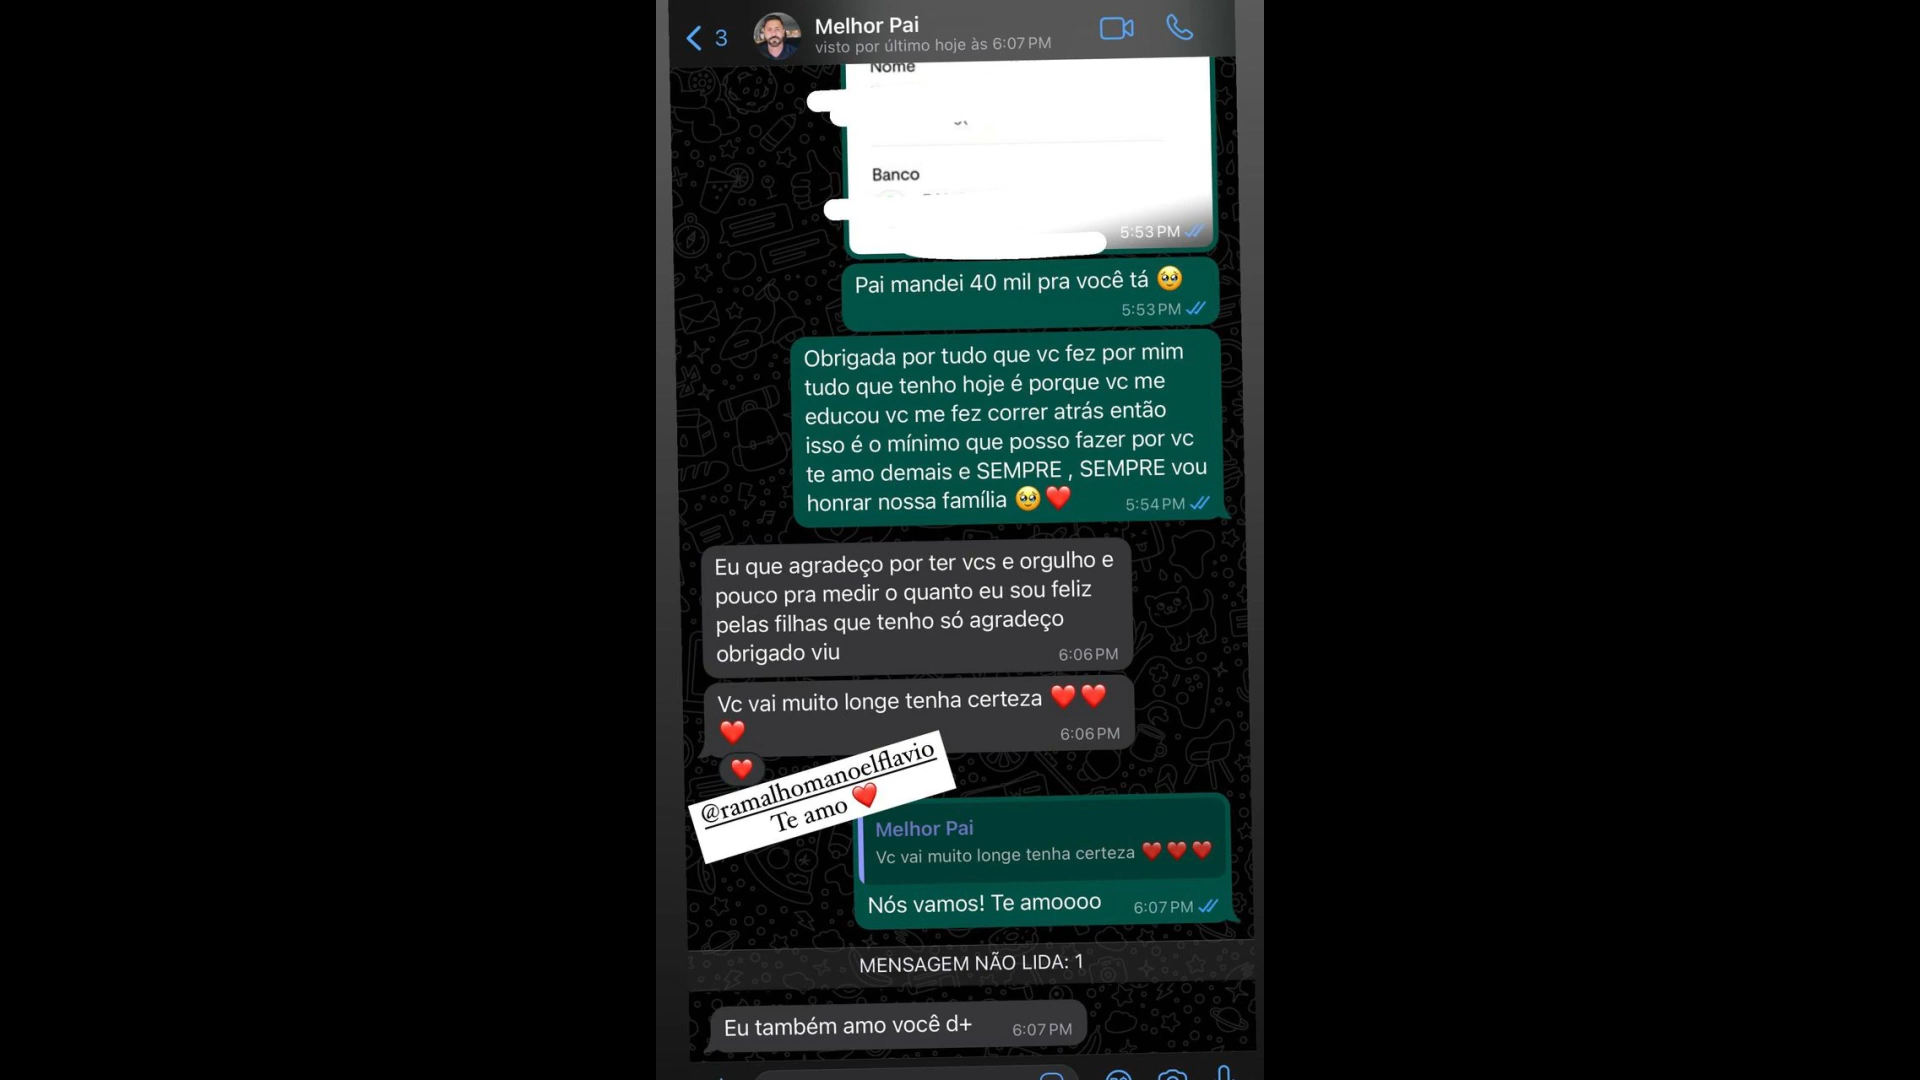 3
Melhor Pai
visto por último hoje às 6:07 PM
Nome
Banco
5:53 PM
Pai mandei 40 mil pra você tá 🥹
5:53 PM
Obrigada por tudo que vc fez por mim
tudo que tenho hoje é porque vc me
educou vc me fez correr atrás então
isso é o mínimo que posso fazer por vc
te amo demais e SEMPRE , SEMPRE vou
honrar nossa família 🥹❤️
5:54 PM
Eu que agradeço por ter vcs e orgulho e
pouco pra medir o quanto eu sou feliz
pelas filhas que tenho só agradeço
obrigado viu
6:06 PM
Vc vai muito longe tenha certeza ❤️❤️
❤️
6:06 PM
❤️
@ramalhomanoelflavio
Te amo ❤️
Melhor Pai
Vc vai muito longe tenha certeza ❤️❤️❤️
Nós vamos! Te amoooo
6:07 PM
MENSAGEM NÃO LIDA: 1
Eu também amo você d+
6:07 PM